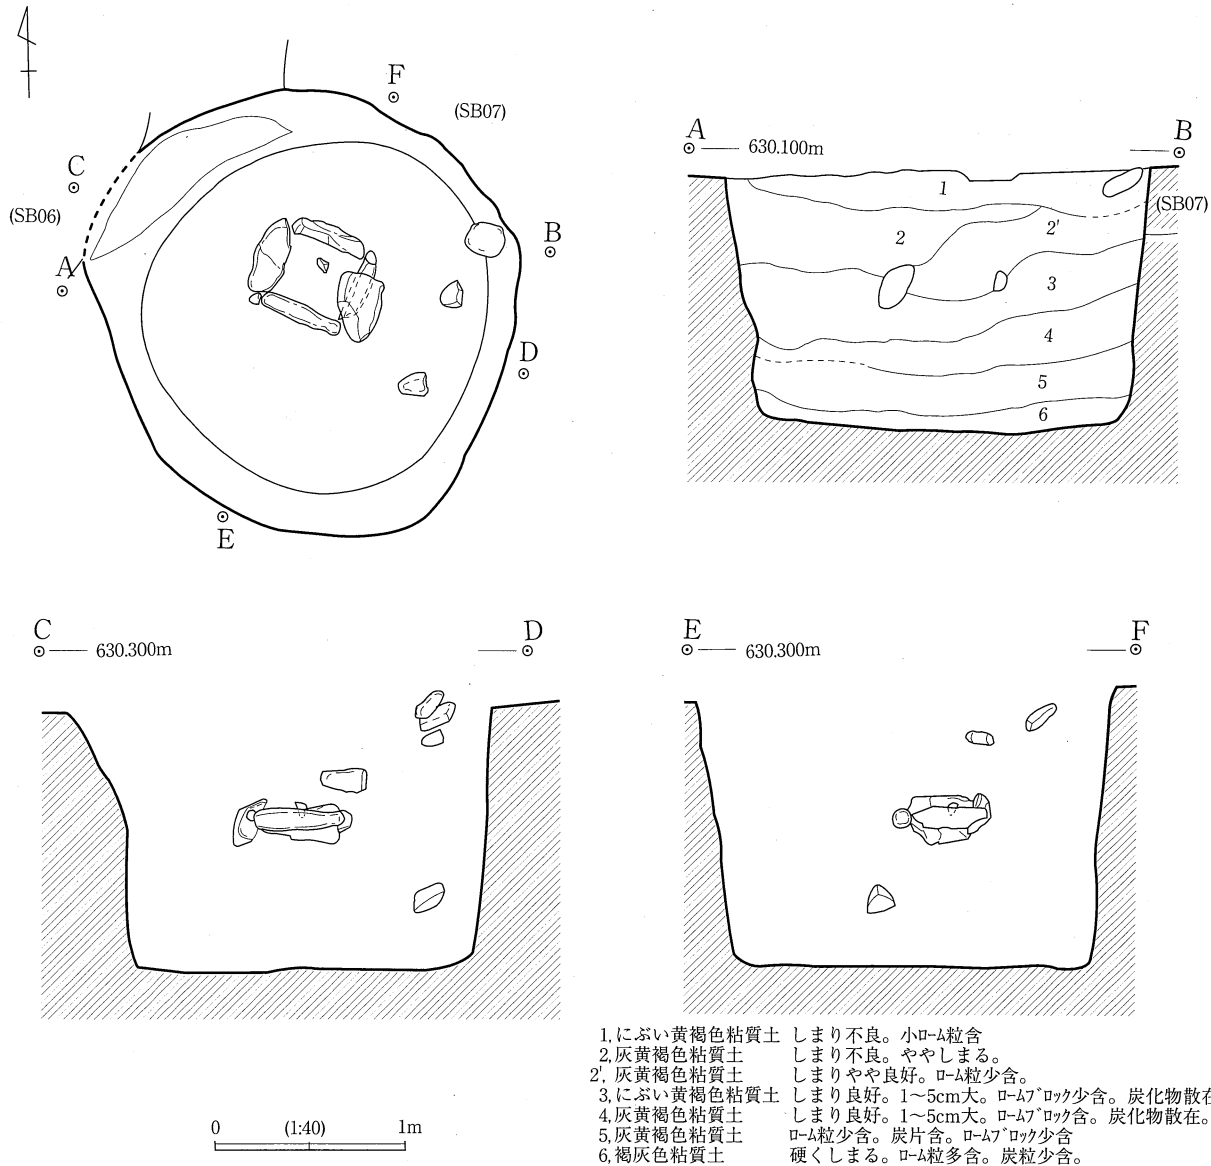 F
(SB07)
C
(SB06)
A
B
D
E
A
630.100m
B
1
2
2'
(SB07)
3
4
5
6
C
630.300m
D
E
630.300m
F
1, にぶい黄褐色粘質土 しまり不良。小ﾛｰﾑ粒含
2, 灰黄褐色粘質土 しまり不良。ややしまる。
2', 灰黄褐色粘質土 しまりやや良好。ﾛｰﾑ粒少含。
3, にぶい黄褐色粘質土 しまり良好。1～5cm大。ﾛｰﾑﾌﾞﾛｯｸ少含。炭化物散在
4, 灰黄褐色粘質土 しまり良好。1～5cm大。ﾛｰﾑﾌﾞﾛｯｸ含。炭化物散在。
5, 灰黄褐色粘質土 ﾛｰﾑ粒少含。炭片含。ﾛｰﾑﾌﾞﾛｯｸ少含
6, 褐灰色粘質土 硬くしまる。ﾛｰﾑ粒多含。炭粒少含。
0 (1:40) 1m